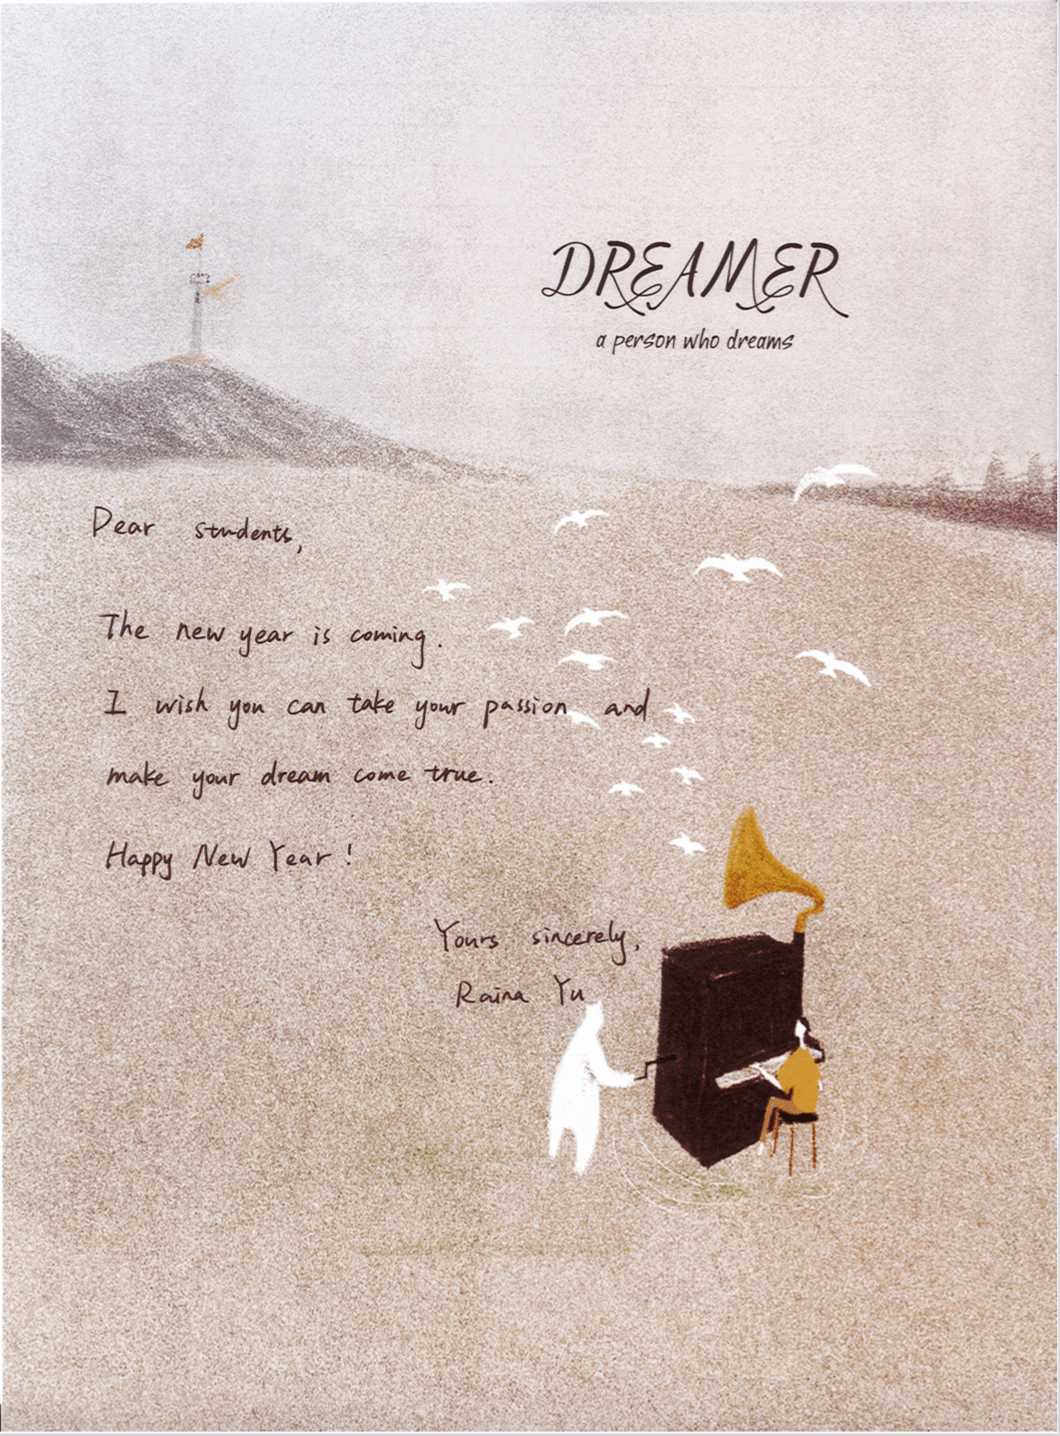 DREAMER
a person who dreams
Dear students,
The new year is coming.
I wish you can take your passion and
make your dream come true.
Happy New Year!
Yours sincerely,
Raina Yu